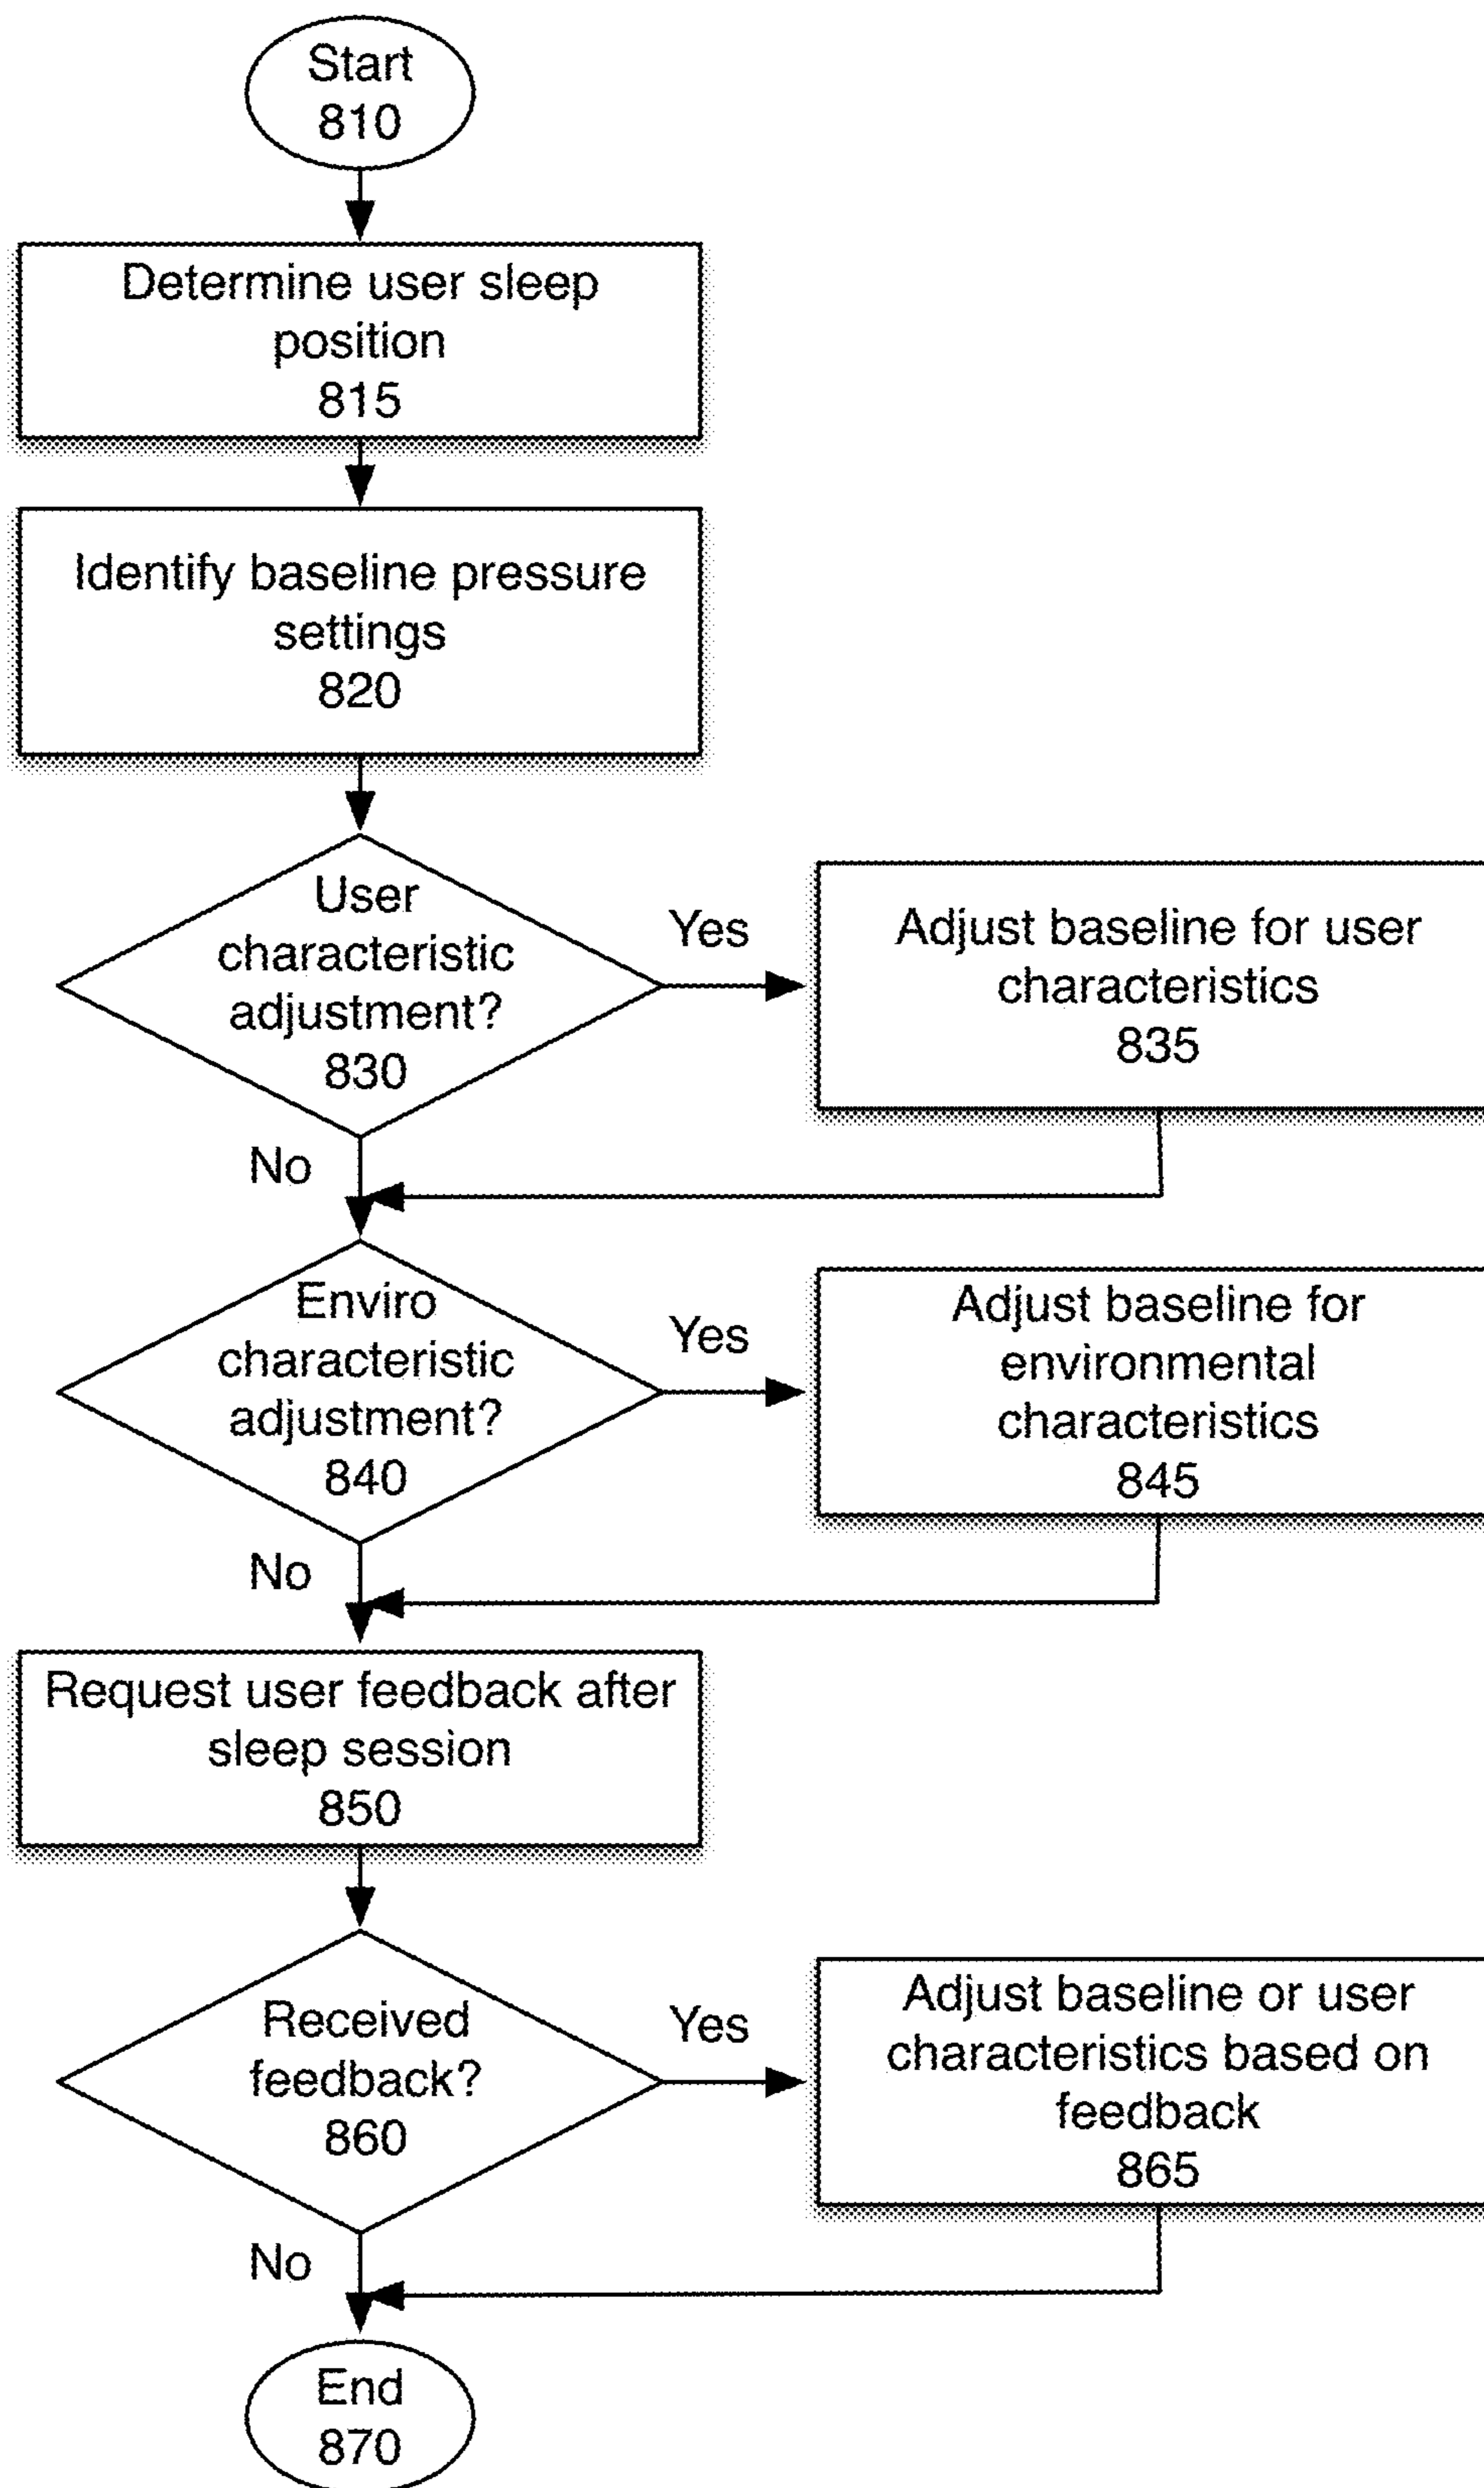 Start
810
Determine user sleep
position
815
Identify baseline pressure
settings
820
User
characteristic
adjustment?
830
Yes
Adjust baseline for user
characteristics
835
No
Enviro
characteristic
adjustment?
840
Yes
Adjust baseline for
environmental
characteristics
845
No
Request user feedback after
sleep session
850
Received
feedback?
860
Yes
Adjust baseline or user
characteristics based on
feedback
865
No
End
870